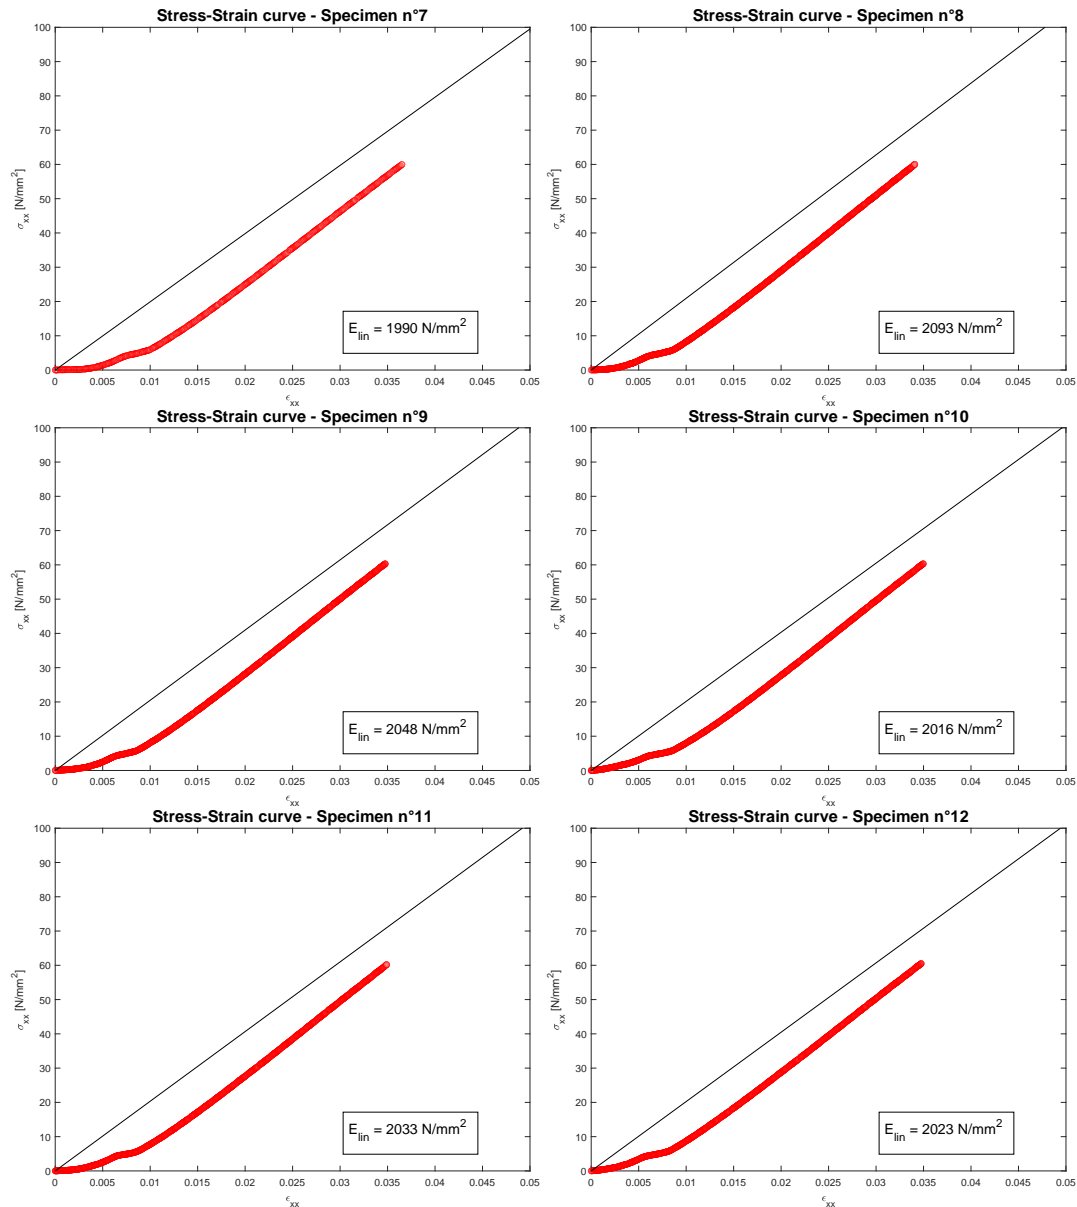 Stress-Strain curve - Specimen n°7
100
90
80
70
60
50
40
30
20
10
0
σxx [N/mm2]
Elin = 1990 N/mm2
0 0.005 0.01 0.015 0.02 0.025 0.03 0.035 0.04 0.045 0.05
ϵxx
Stress-Strain curve - Specimen n°8
100
90
80
70
60
50
40
30
20
10
0
σxx [N/mm2]
Elin = 2093 N/mm2
0 0.005 0.01 0.015 0.02 0.025 0.03 0.035 0.04 0.045 0.05
ϵxx
Stress-Strain curve - Specimen n°9
100
90
80
70
60
50
40
30
20
10
0
σxx [N/mm2]
Elin = 2048 N/mm2
0 0.005 0.01 0.015 0.02 0.025 0.03 0.035 0.04 0.045 0.05
ϵxx
Stress-Strain curve - Specimen n°10
100
90
80
70
60
50
40
30
20
10
0
σxx [N/mm2]
Elin = 2016 N/mm2
0 0.005 0.01 0.015 0.02 0.025 0.03 0.035 0.04 0.045 0.05
ϵxx
Stress-Strain curve - Specimen n°11
100
90
80
70
60
50
40
30
20
10
0
σxx [N/mm2]
Elin = 2033 N/mm2
0 0.005 0.01 0.015 0.02 0.025 0.03 0.035 0.04 0.045 0.05
ϵxx
Stress-Strain curve - Specimen n°12
100
90
80
70
60
50
40
30
20
10
0
σxx [N/mm2]
Elin = 2023 N/mm2
0 0.005 0.01 0.015 0.02 0.025 0.03 0.035 0.04 0.045 0.05
ϵxx